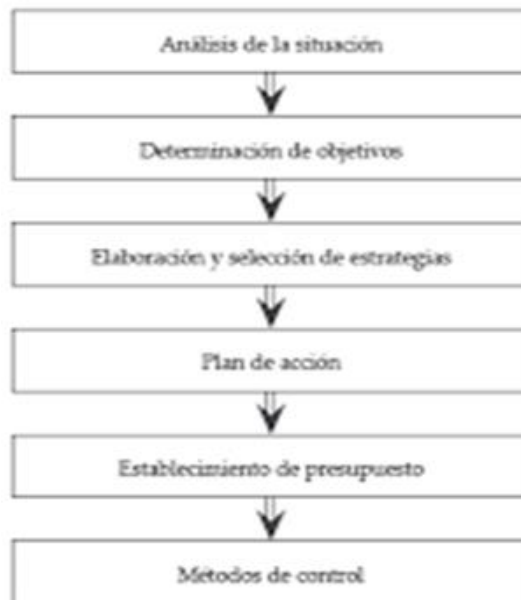 Análisis de la situación
Determinación de objetivos
Elaboración y selección de estrategias
Plan de acción
Establecimiento de presupuesto
Métodos de control